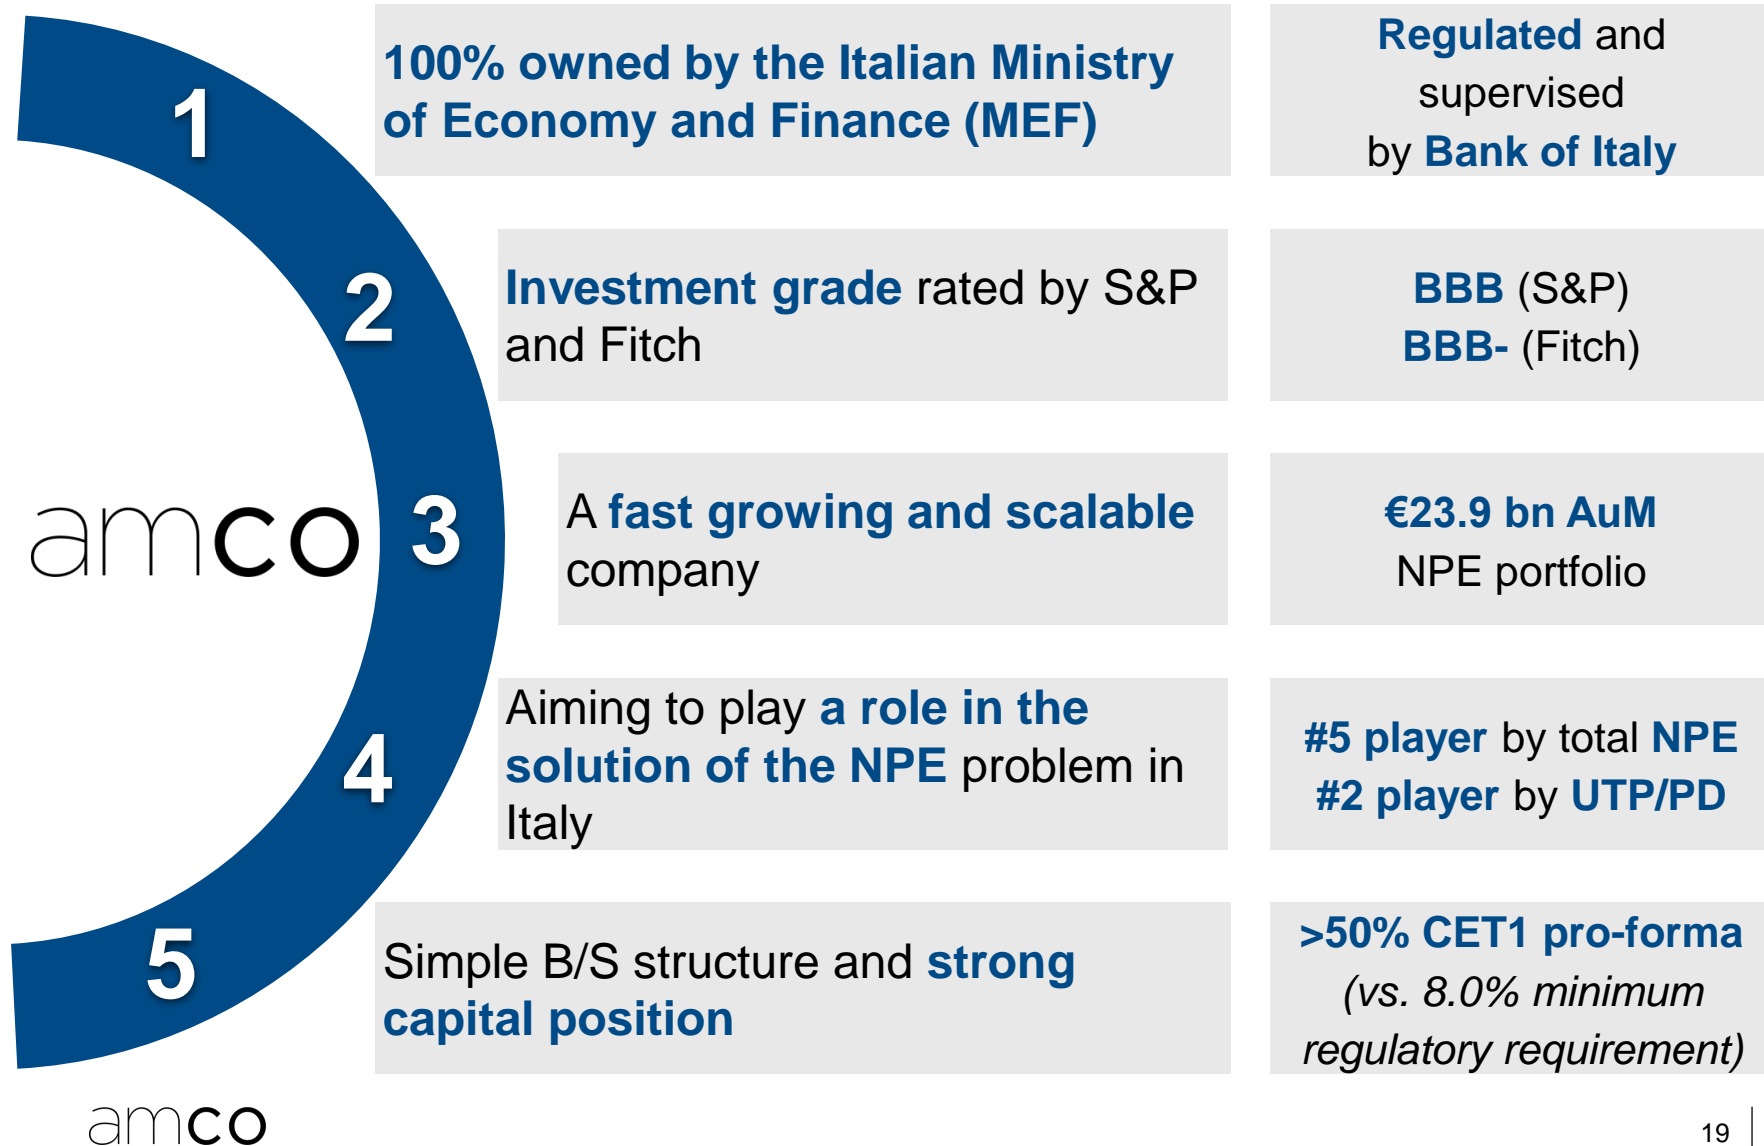 1
100% owned by the Italian Ministry
of Economy and Finance (MEF)
Regulated and
supervised
by Bank of Italy
2
Investment grade rated by S&P
and Fitch
BBB (S&P)
BBB- (Fitch)
amco
3
A fast growing and scalable
company
€23.9 bn AuM
NPE portfolio
4
Aiming to play a role in the
solution of the NPE problem in
Italy
#5 player by total NPE
#2 player by UTP/PD
5
Simple B/S structure and strong
capital position
>50% CET1 pro-forma
(vs. 8.0% minimum
regulatory requirement)
amco
19